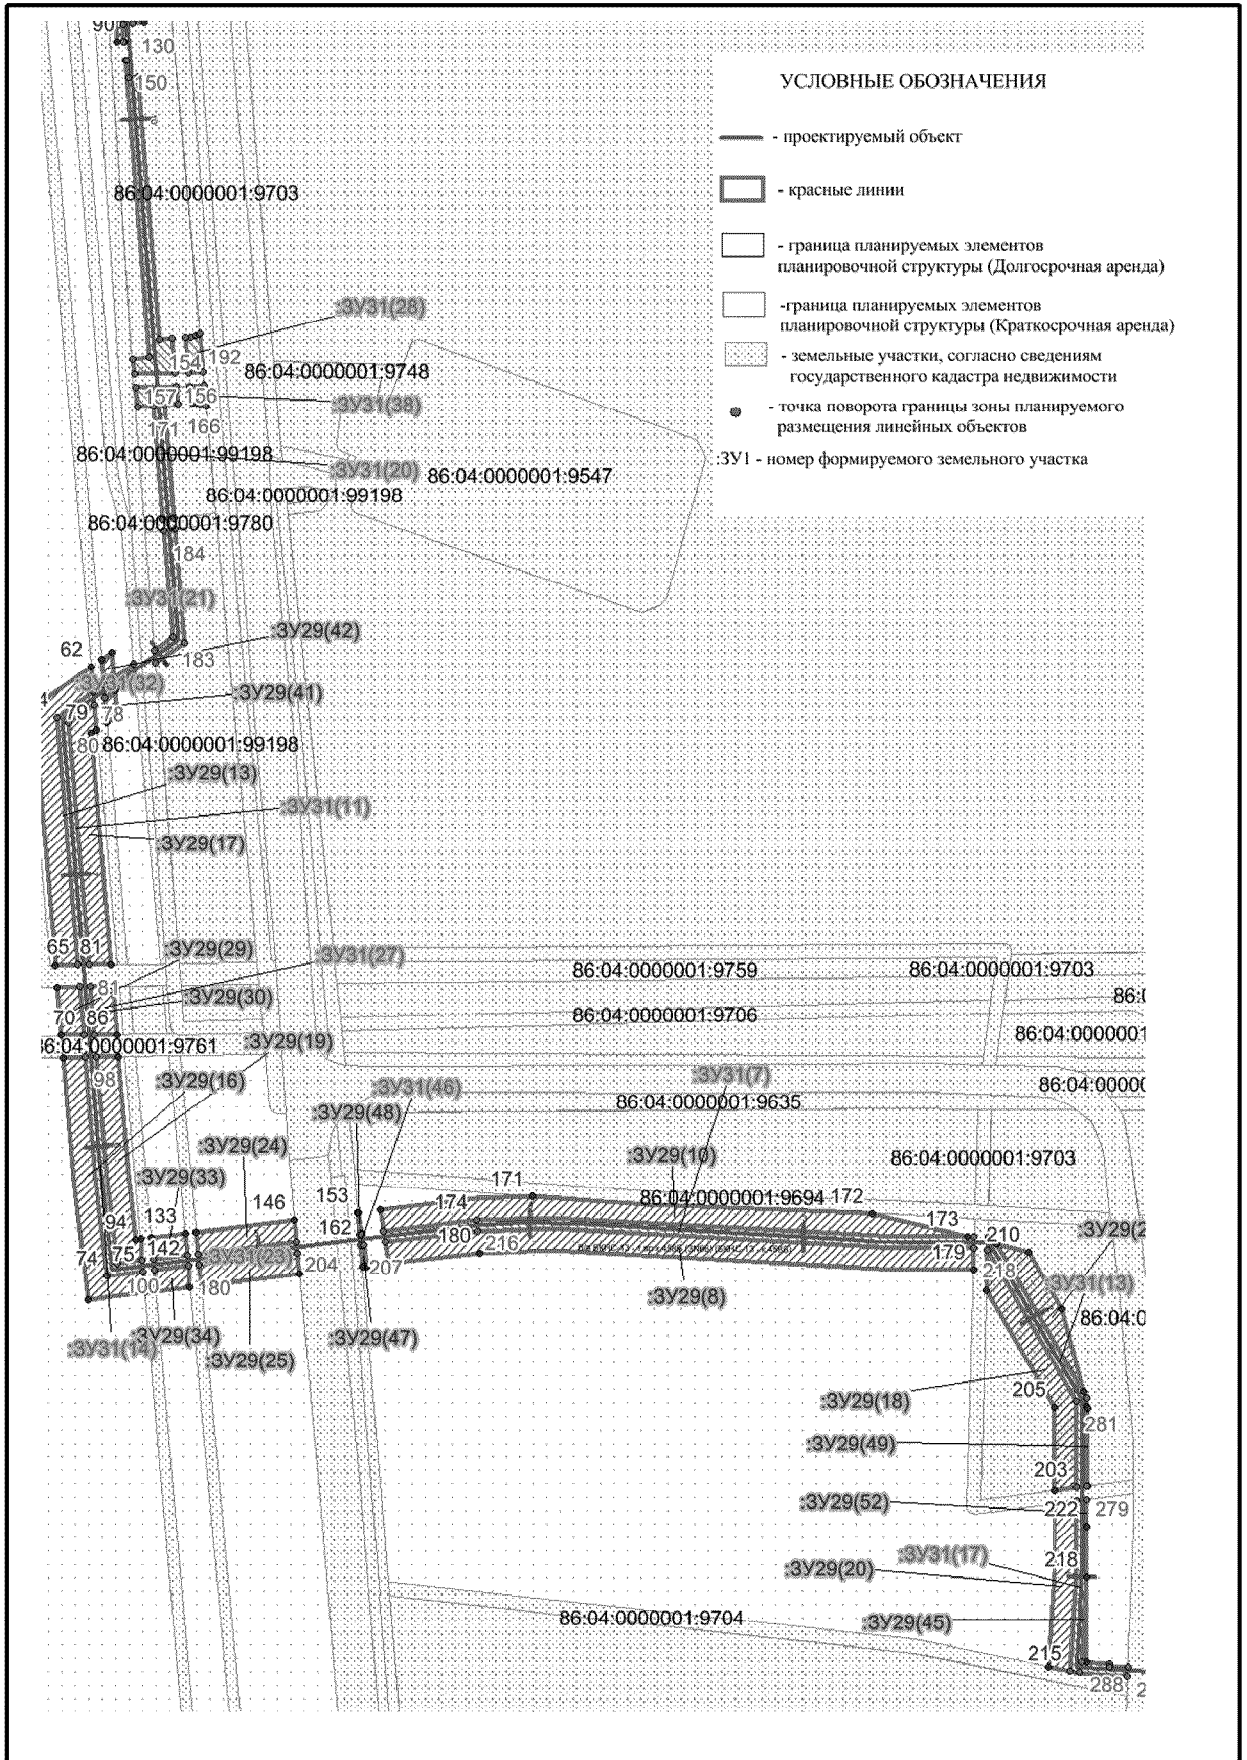 УСЛОВНЫЕ ОБОЗНАЧЕНИЯ
- проектируемый объект
- красные линии
- граница планируемых элементов
планировочной структуры (Долгосрочная аренда)
-граница планируемых элементов
планировочной структуры (Краткосрочная аренда)
- земельные участки, согласно сведениям
государственного кадастра недвижимости
- точка поворота границы зоны планируемого
размещения линейных объектов
:ЗУ1 - номер формируемого земельного участка
90
130
150
86:04:0000001:9703
:ЗУ31(28)
154 192
86:04:0000001:9748
157 156
:ЗУ31(38)
171 166
86:04:0000001:99198
:ЗУ31(20)
86:04:0000001:9547
86:04:0000001:99198
86:04:0000001:9780
184
:ЗУ31(21)
:ЗУ29(42)
62
183
:ЗУ31(32)
:ЗУ29(41)
79 78
80 86:04:0000001:99198
:ЗУ29(13)
:ЗУ31(11)
:ЗУ29(17)
65 81
:ЗУ29(29)
:ЗУ31(27)
86:04:0000001:9759
86:04:0000001:9703
81
:ЗУ29(30)
70 86
86:04:0000001:9706
86:04:0000001:9761
:ЗУ29(19)
98
:ЗУ29(16)
:ЗУ31(46)
:ЗУ31(7)
86:04:0000001:9635
:ЗУ29(48)
:ЗУ29(24)
:ЗУ29(10)
86:04:0000001:9703
:ЗУ29(33)
146
153
171
174
86:04:0000001:9694
172
173
210
94 133
162
180
179
74 75 142
:ЗУ31(23)
216
218
100 180
204
207
:ЗУ31(13)
:ЗУ29(8)
:ЗУ31(14)
:ЗУ29(34)
:ЗУ29(25)
:ЗУ29(47)
205
:ЗУ29(18)
281
:ЗУ29(49)
203
:ЗУ29(52)
222 279
:ЗУ31(17)
218
:ЗУ29(20)
86:04:0000001:9704
:ЗУ29(45)
215
288